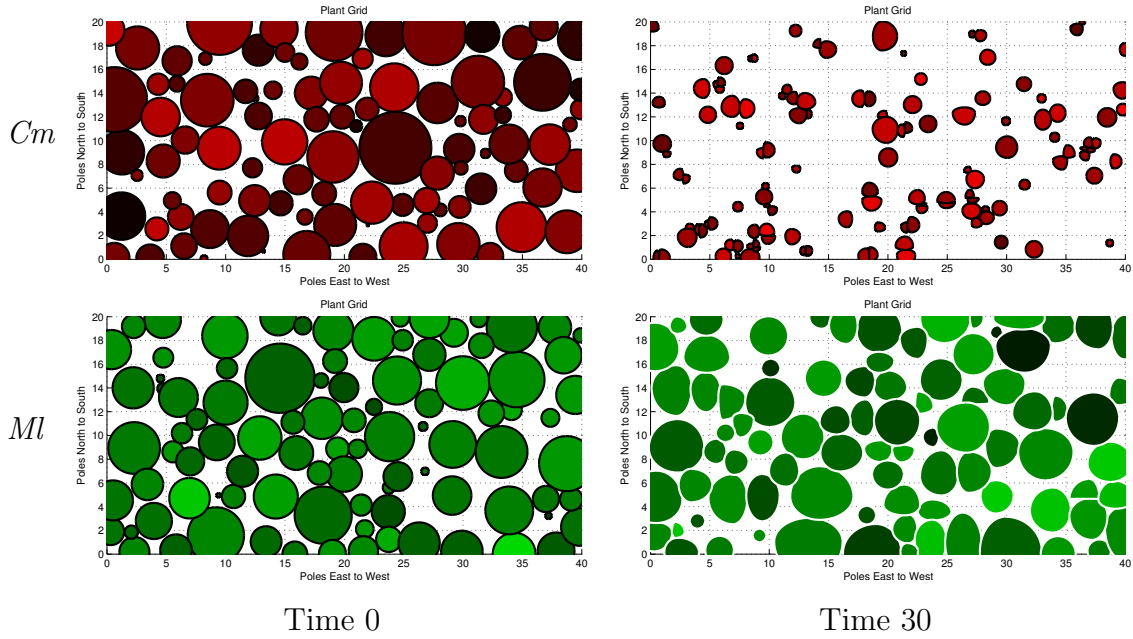 Plant Grid
Plant Grid
Cm
Poles North to South
20
18
16
14
12
10
8
6
4
2
0
0 5 10 15 20 25 30 35 40
Poles East to West
Poles North to South
20
18
16
14
12
10
8
6
4
2
0
0 5 10 15 20 25 30 35 40
Poles East to West
Plant Grid
Plant Grid
Ml
Poles North to South
20
18
16
14
12
10
8
6
4
2
0
0 5 10 15 20 25 30 35 40
Poles East to West
Poles North to South
20
18
16
14
12
10
8
6
4
2
0
0 5 10 15 20 25 30 35 40
Poles East to West
Time 0
Time 30